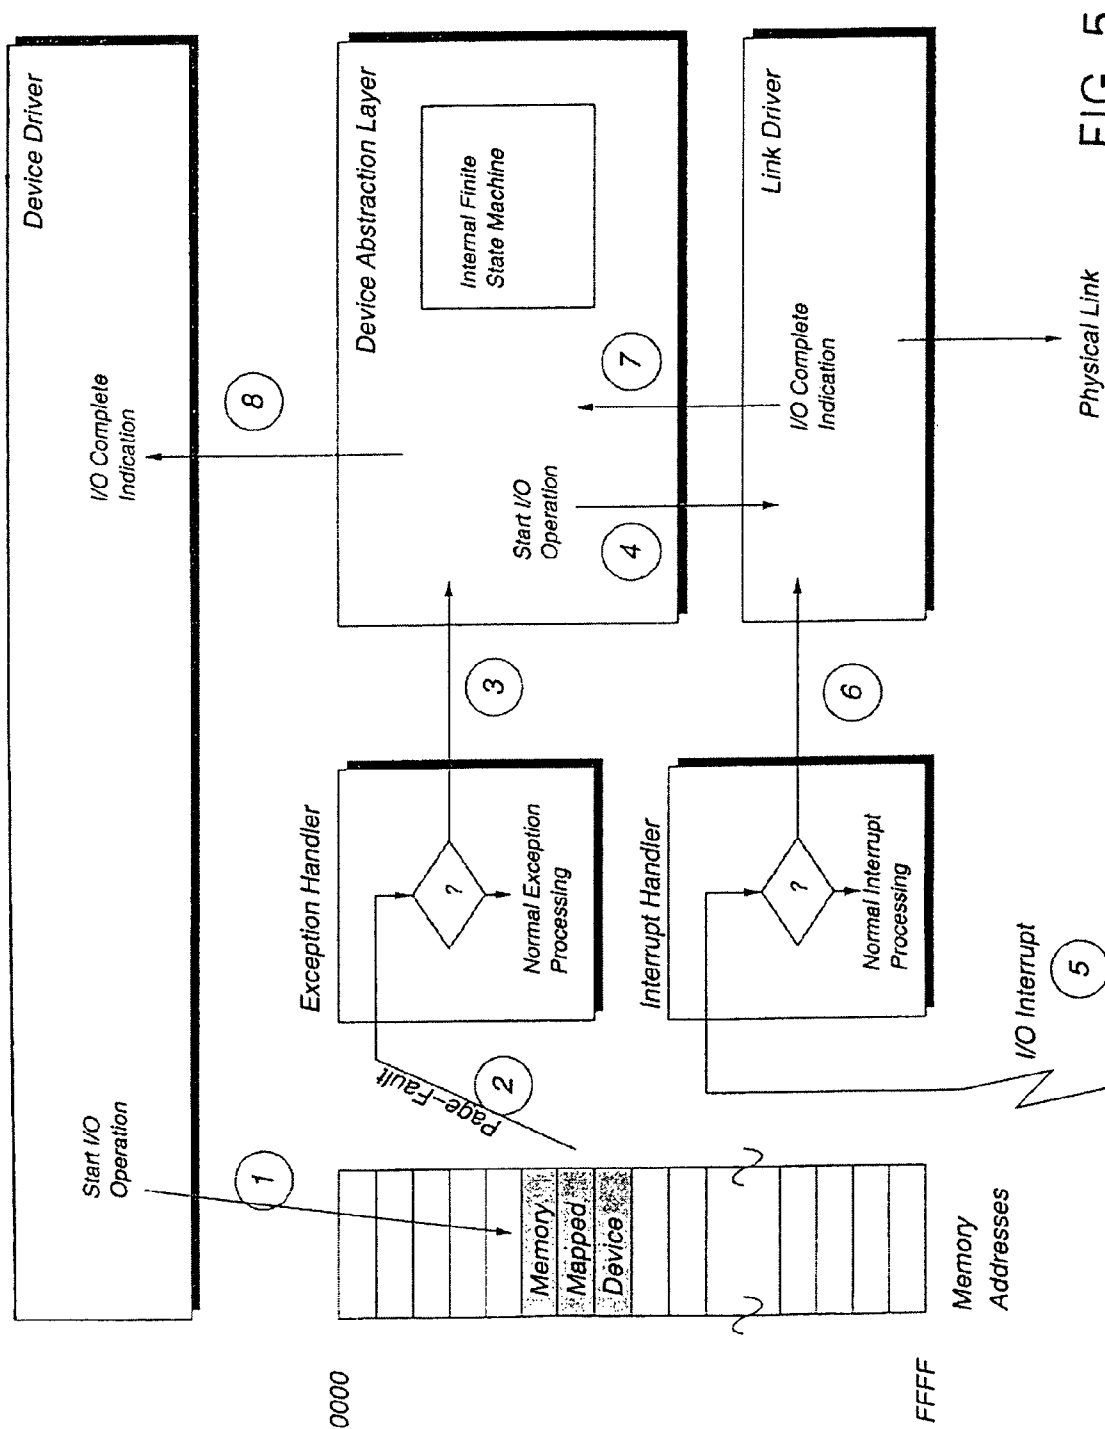 Device Driver
Start I/O
Operation
I/O Complete
Indication
1
8
0000
Memory
Mapped
Device
FFFF
Memory
Addresses
Page-Fault
2
Exception Handler
?
Normal Exception
Processing
3
Device Abstraction Layer
Internal Finite
State Machine
Start I/O
Operation
4
7
Interrupt Handler
?
Normal Interrupt
Processing
6
Link Driver
I/O Complete
Indication
I/O Interrupt
5
Physical Link
FIG. 5